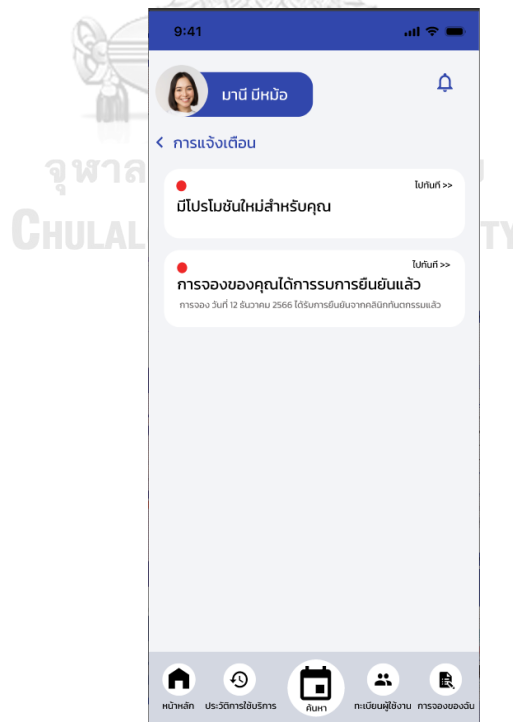 9:41
มานี มีหม้อ
< การแจ้งเตือน
ไปทันที >>
มีโปรโมชันใหม่สำหรับคุณ
ไปทันที >>
การจองของคุณได้การรบการยืนยันแล้ว
การจอง วันที่ 12 ธันวาคม 2566 ได้รับการยืนยันจากคลินิกทันตกรรมแล้ว
จุฬาล
CHULAL
TY
หน้าหลัก ประวัติการใช้บริการ ค้นหา ทะเบียนผู้ใช้งาน การจองของฉัน